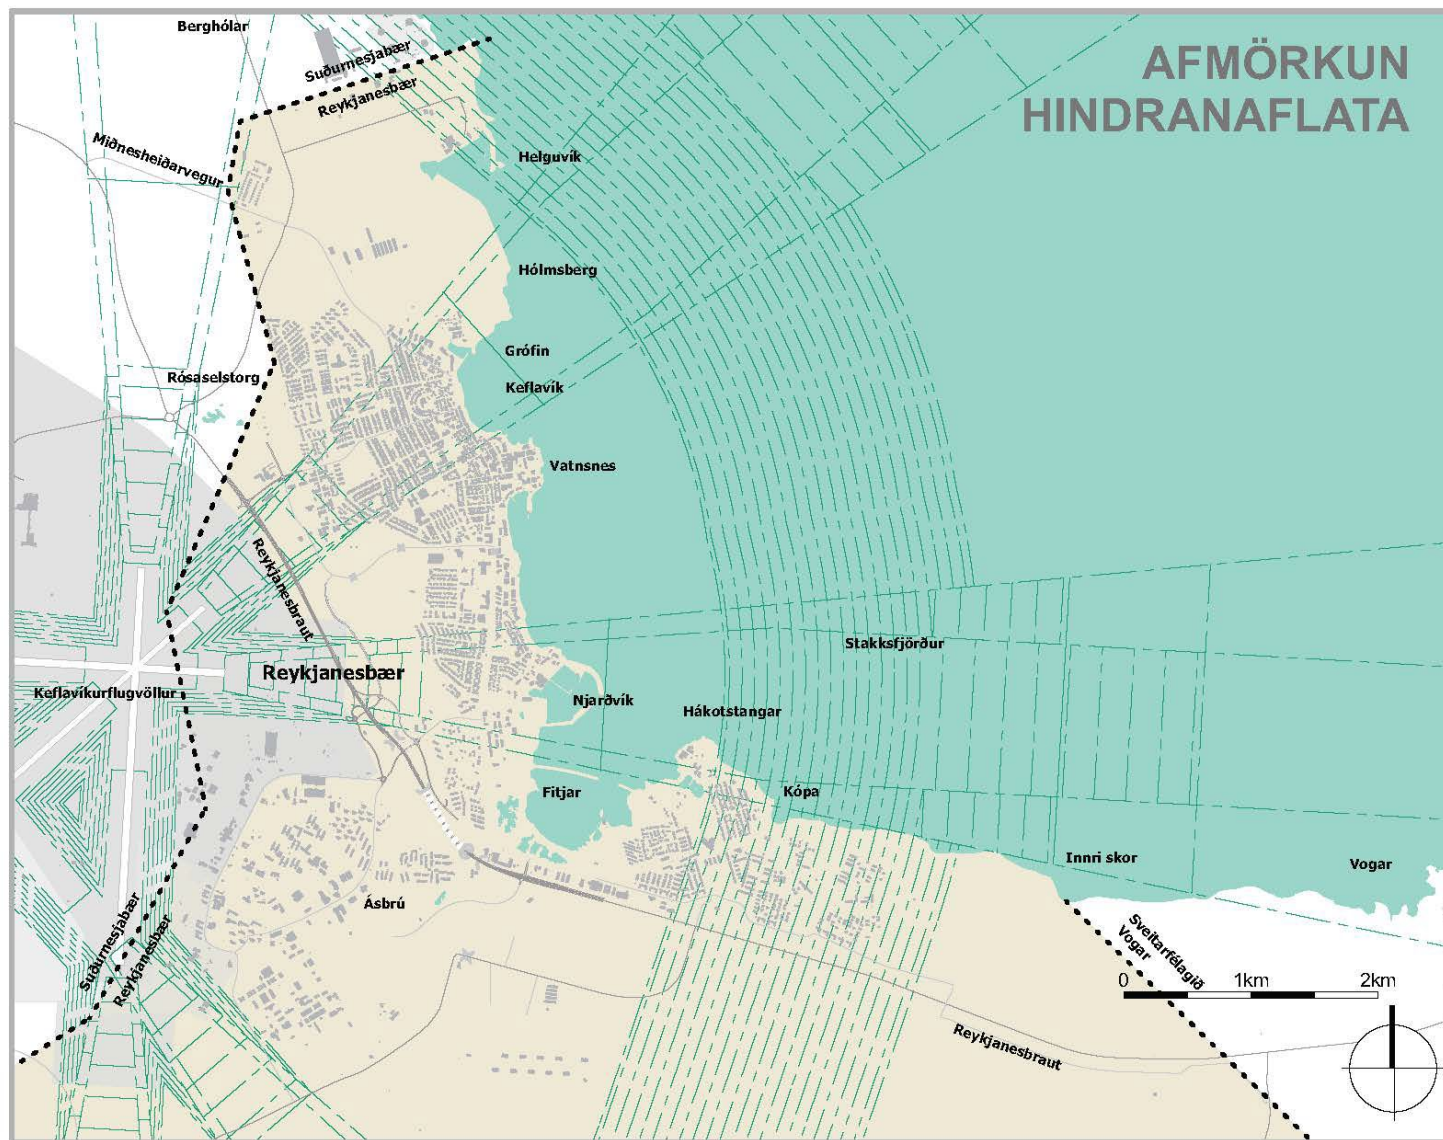 Berghólar
AFMÖRKUN
HINDRANAFLATA
Suðurnesjabær
Reykjanesbær
Miðnesheiðarvegur
Helguvík
Hólmsberg
Grófin
Rósaselstorg
Keflavík
Vatnsnes
Reykjanesbraut
Stakksfjörður
Reykjanesbær
Keflavíkurflugvöllur
Njarðvík
Hákotstangar
Fitjar
Kópa
Innri skor
Vogar
Ásbrú
Suðurnesjabær
Reykjanesbær
Sveitarfélagið
Vogar
0 1km 2km
Reykjanesbraut